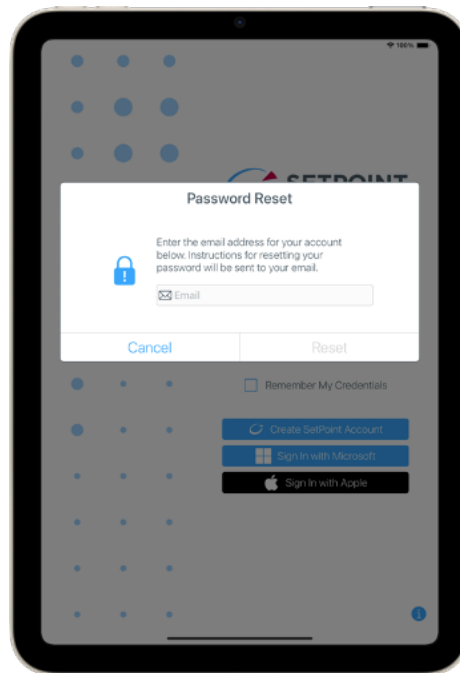 100%
SETPOINT
Password Reset
Enter the email address for your account
below. Instructions for resetting your
password will be sent to your email.
Email
Cancel
Reset
Remember My Credentials
Create SetPoint Account
Sign In with Microsoft
Sign In with Apple